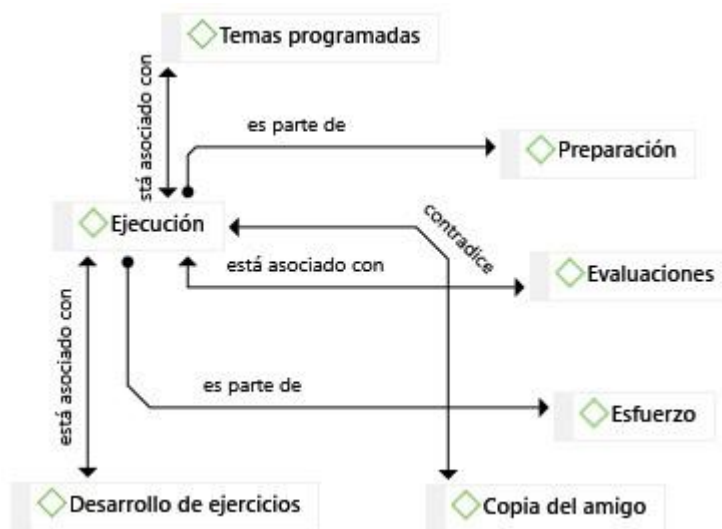 Temas programadas
stá asociado con
es parte de
Preparación
Ejecución
contradice
está asociado con
Evaluaciones
está asociado con
es parte de
Esfuerzo
Desarrollo de ejercicios
Copia del amigo